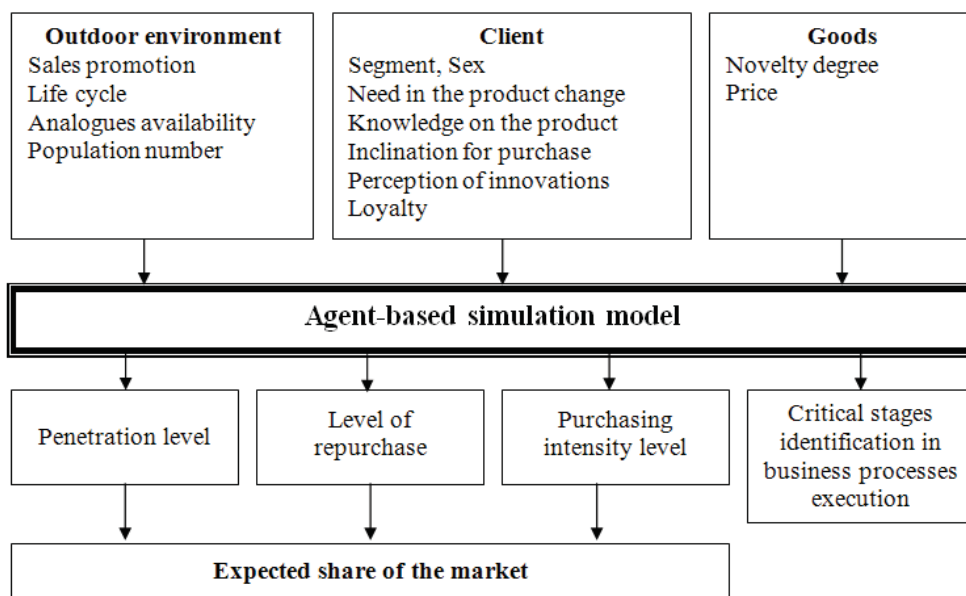 Outdoor environment
Sales promotion
Life cycle
Analogues availability
Population number
Client
Segment, Sex
Need in the product change
Knowledge on the product
Inclination for purchase
Perception of innovations
Loyalty
Goods
Novelty degree
Price
Agent-based simulation model
Penetration level
Level of
repurchase
Purchasing
intensity level
Critical stages
identification in
business processes
execution
Expected share of the market